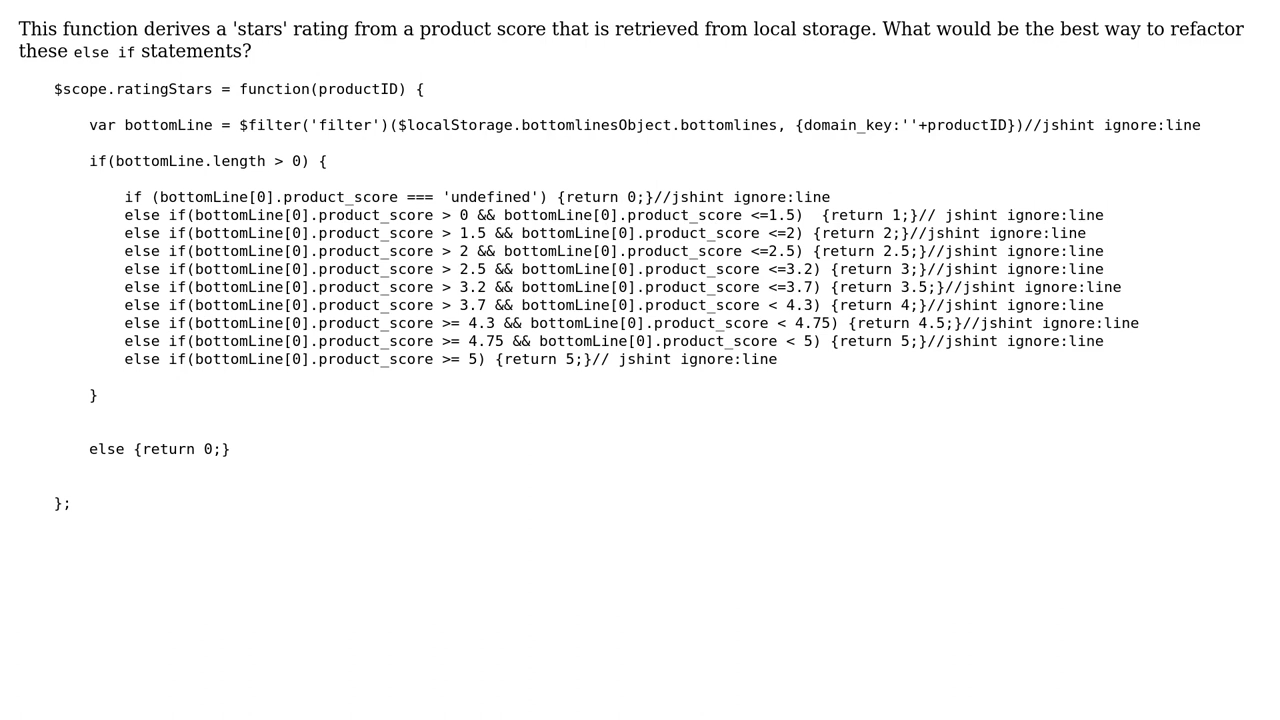 This function derives a 'stars' rating from a product score that is retrieved from local storage. What would be the best way to refactor
these else if statements?
$scope.ratingStars = function(productID) {
var bottomLine = $filter('filter')($localStorage.bottomlinesObject.bottomlines, {domain_key:''+productID})//jshint ignore:line
if(bottomLine.length > 0) {
if (bottomLine[0].product_score === 'undefined') {return 0;}//jshint ignore:line
else if(bottomLine[0].product_score > 0 && bottomLine[0].product_score <=1.5)  {return 1;}// jshint ignore:line
else if(bottomLine[0].product_score > 1.5 && bottomLine[0].product_score <=2) {return 2;}//jshint ignore:line
else if(bottomLine[0].product_score > 2 && bottomLine[0].product_score <=2.5) {return 2.5;}//jshint ignore:line
else if(bottomLine[0].product_score > 2.5 && bottomLine[0].product_score <=3.2) {return 3;}//jshint ignore:line
else if(bottomLine[0].product_score > 3.2 && bottomLine[0].product_score <=3.7) {return 3.5;}//jshint ignore:line
else if(bottomLine[0].product_score > 3.7 && bottomLine[0].product_score < 4.3) {return 4;}//jshint ignore:line
else if(bottomLine[0].product_score >= 4.3 && bottomLine[0].product_score < 4.75) {return 4.5;}//jshint ignore:line
else if(bottomLine[0].product_score >= 4.75 && bottomLine[0].product_score < 5) {return 5;}//jshint ignore:line
else if(bottomLine[0].product_score >= 5) {return 5;}// jshint ignore:line
}
else {return 0;}
};